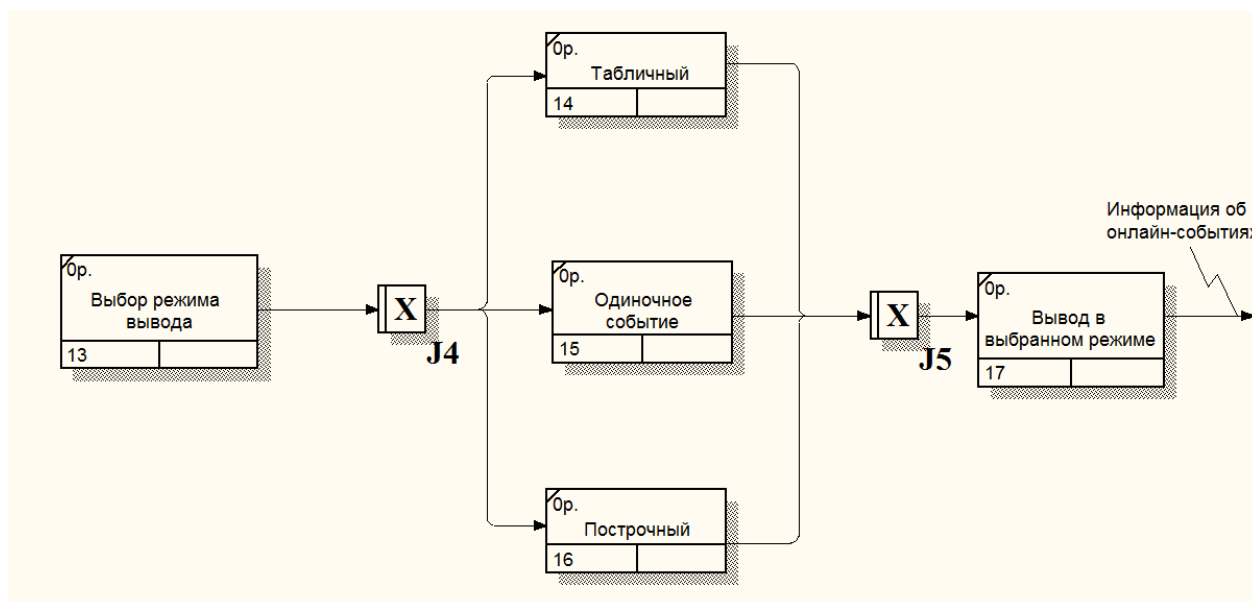 0р.
Табличный
14
Информация об
онлайн-событиях
0р.
Выбор режима
вывода
13
X
J4
0р.
Одиночное
событие
15
X
J5
0р.
Вывод в
выбранном режиме
17
0р.
Построчный
16